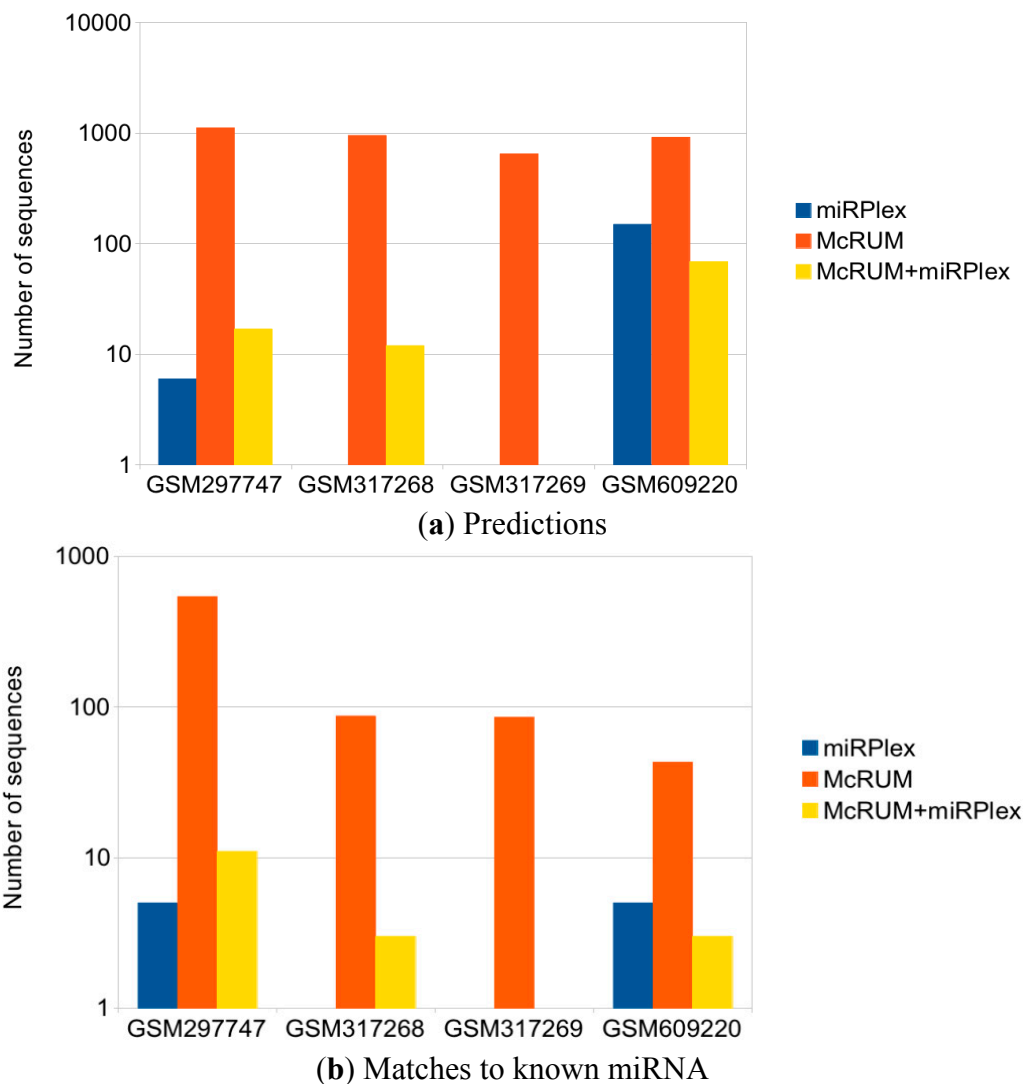 10000
1000
100
10
1
Number of sequences
GSM297747 GSM317268 GSM317269 GSM609220
miRPlex
McRUM
McRUM+miRPlex
(a) Predictions
1000
100
10
1
Number of sequences
GSM297747 GSM317268 GSM317269 GSM609220
miRPlex
McRUM
McRUM+miRPlex
(b) Matches to known miRNA